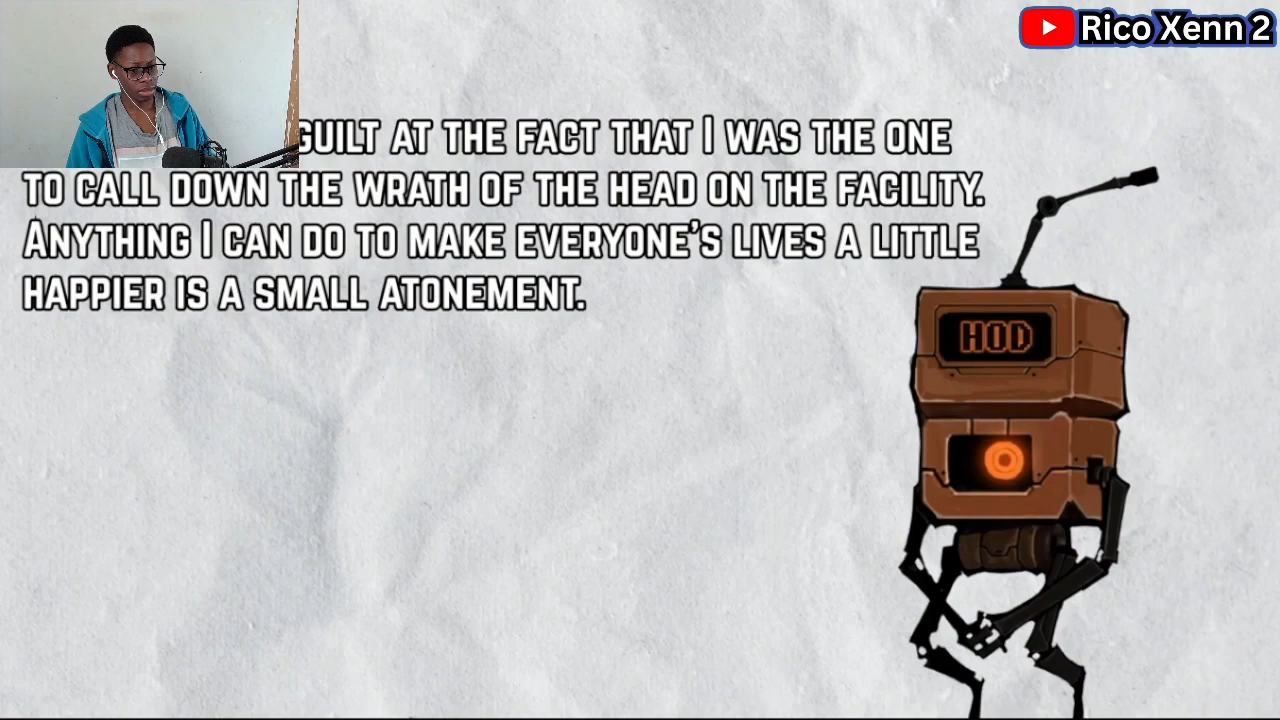 Rico Xenn 2
GUILT AT THE FACT THAT I WAS THE ONE
TO CALL DOWN THE WRATH OF THE HEAD ON THE FACILITY.
ANYTHING I CAN DO TO MAKE EVERYONE'S LIVES A LITTLE
HAPPIER IS A SMALL ATONEMENT.
HOD